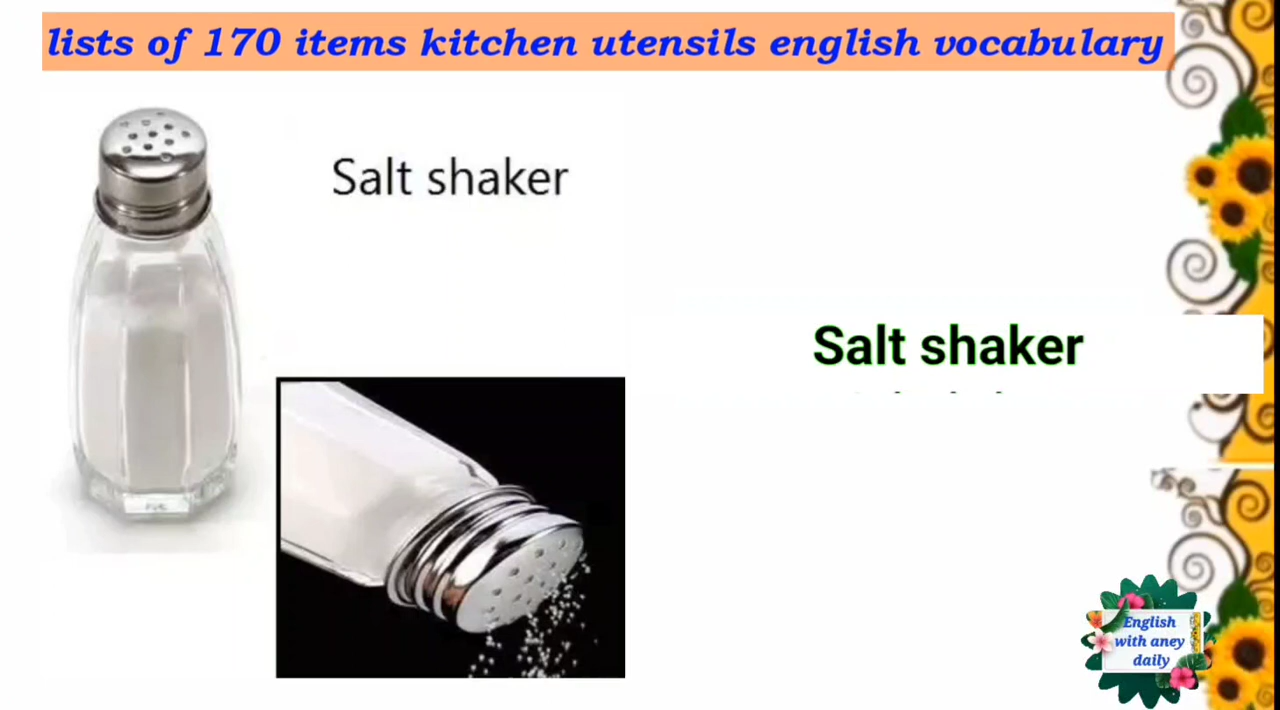 lists of 170 items kitchen utensils english vocabulary
Salt shaker
Salt shaker
English
with aney
daily